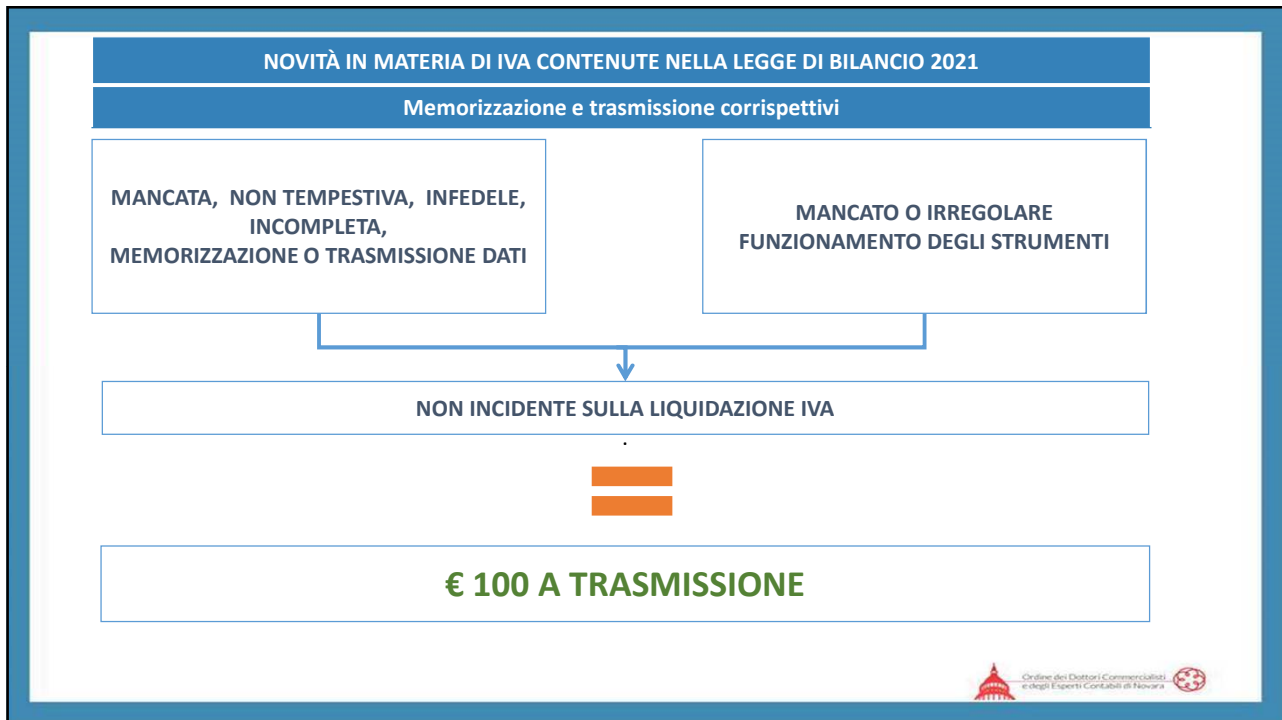 NOVITÀ IN MATERIA DI IVA CONTENUTE NELLA LEGGE DI BILANCIO 2021
Memorizzazione e trasmissione corrispettivi
MANCATA, NON TEMPESTIVA, INFEDELE,
INCOMPLETA,
MEMORIZZAZIONE O TRASMISSIONE DATI
MANCATO O IRREGOLARE
FUNZIONAMENTO DEGLI STRUMENTI
NON INCIDENTE SULLA LIQUIDAZIONE IVA
.
€ 100 A TRASMISSIONE
Ordine dei Dottori Commercialisti
e degli Esperti Contabili di Novara